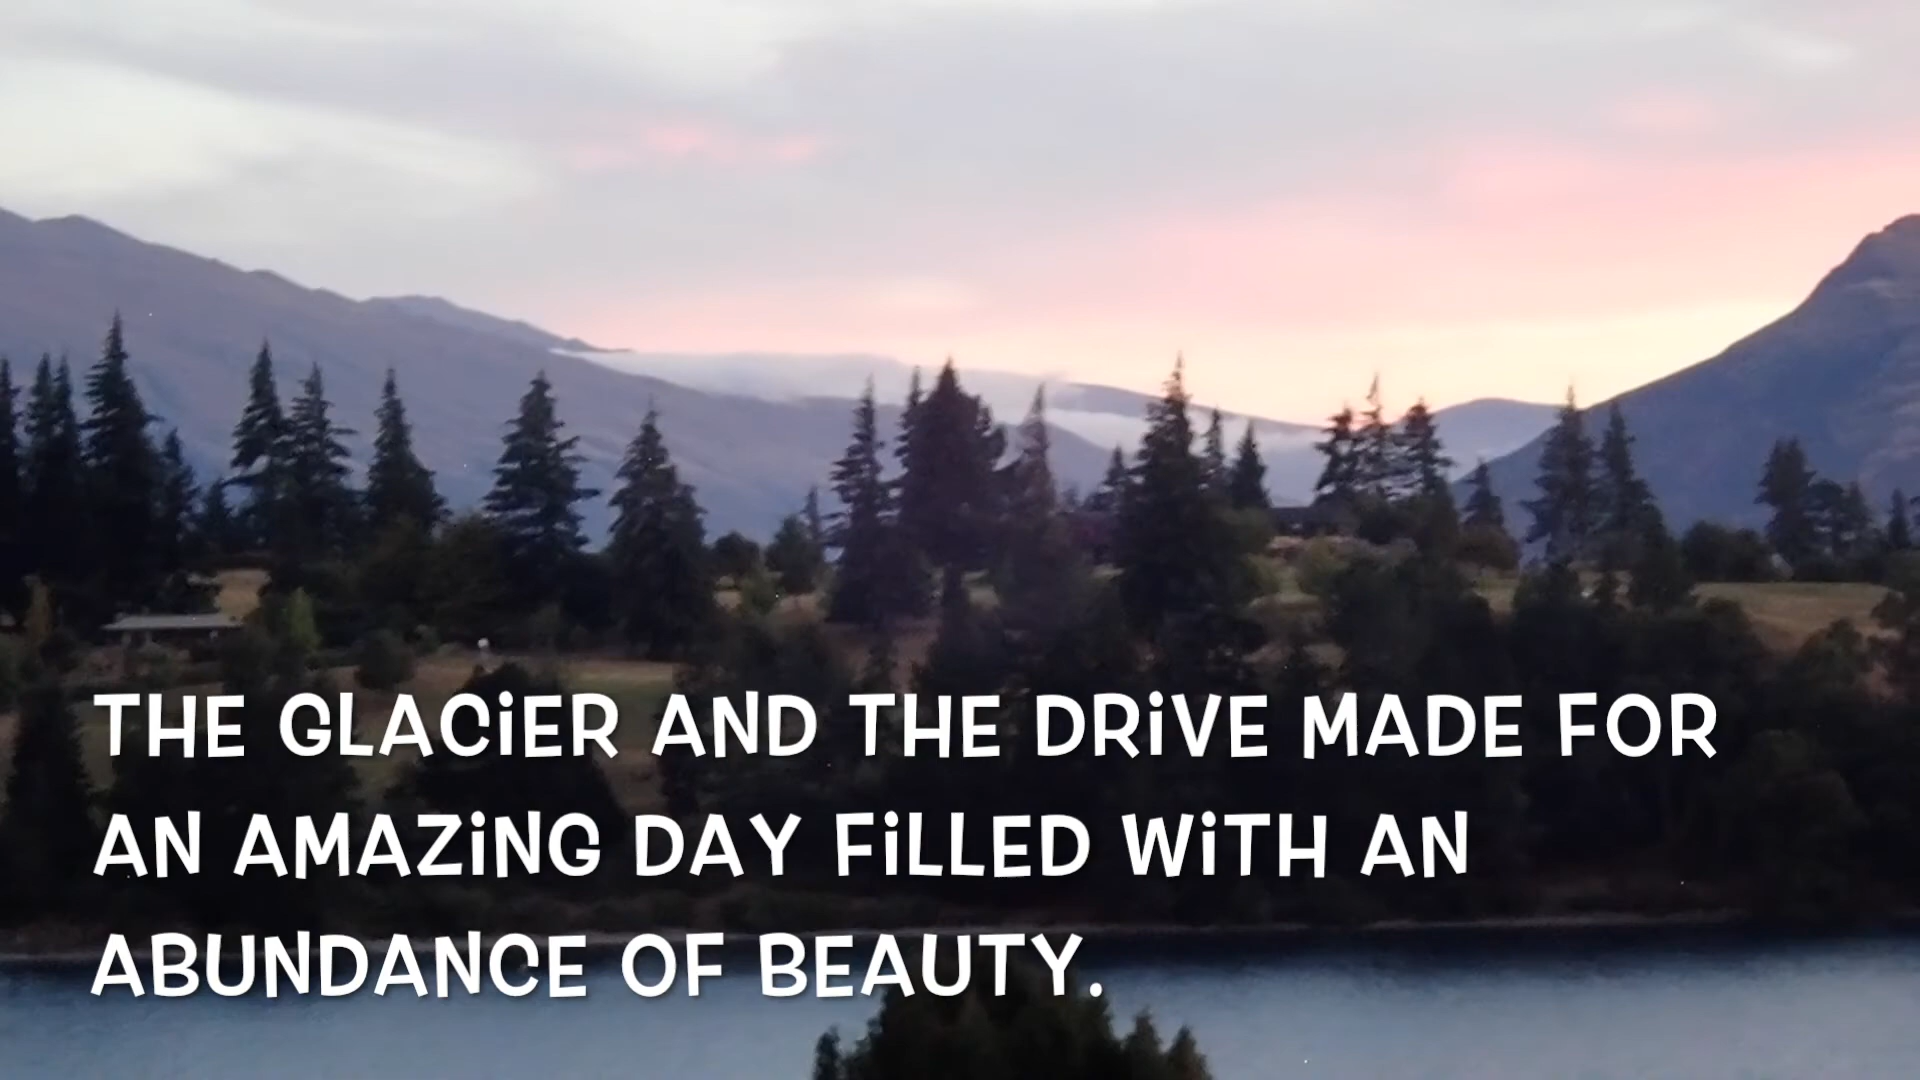 THE GLACiER AND THE DRiVE MADE FOR
AN AMAZiNG DAY FiLLED WiTH AN
ABUNDANCE OF BEAUTY.